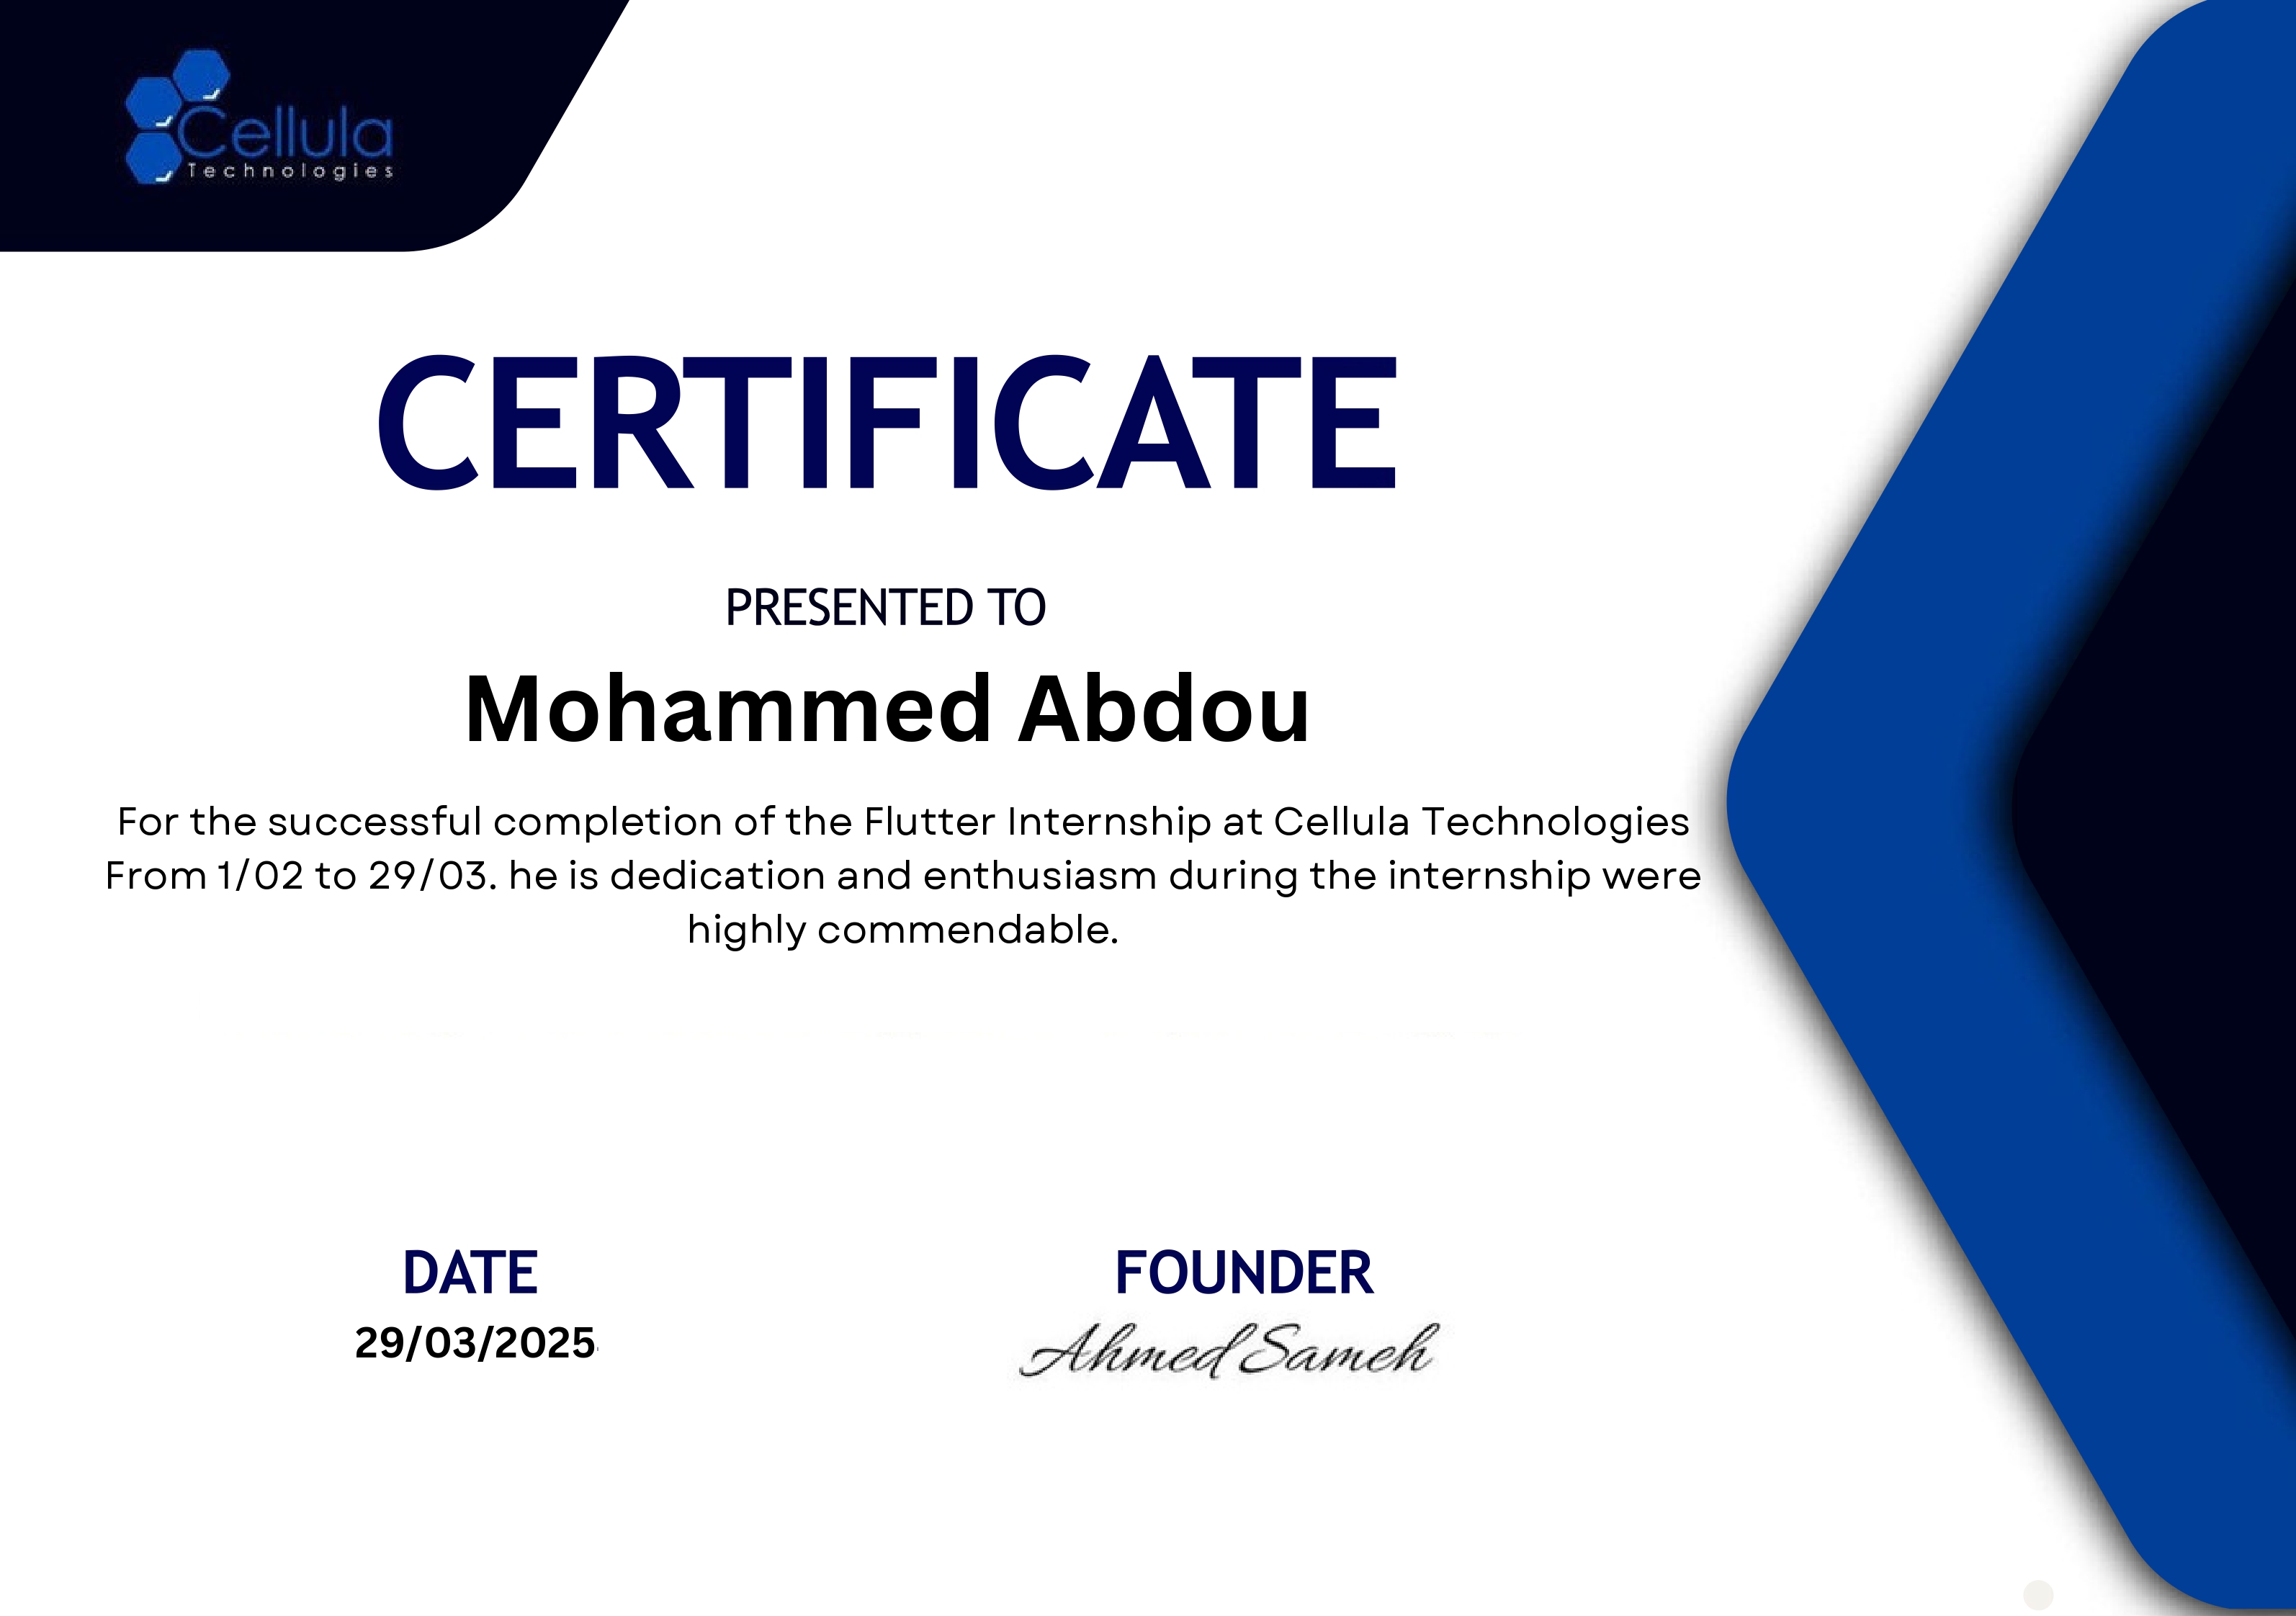 Cellula
Technologies
CERTIFICATE
PRESENTED TO
Mohammed Abdou
For the successful completion of the Flutter Internship at Cellula Technologies
From 1/02 to 29/03. he is dedication and enthusiasm during the internship were
highly commendable.
DATE
29/03/2025
FOUNDER
Ahmed Sameh